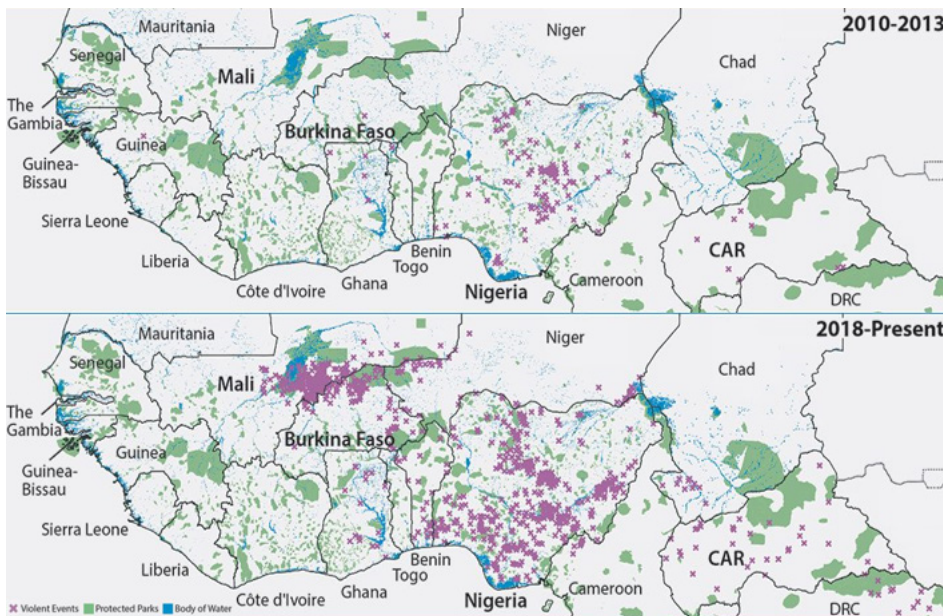 2010-2013
Mauritania
Niger
Senegal
Chad
Mali
The
Gambia
Burkina Faso
Guinea
Guinea-
Bissau
Sierra Leone
CAR
Liberia
Benin
Togo
Ghana
Cameroon
Côte d'Ivoire
Nigeria
DRC
2018-Present
Mauritania
Niger
Senegal
Chad
Mali
The
Gambia
Burkina Faso
Guinea
Guinea-
Bissau
Sierra Leone
CAR
Liberia
Benin
Togo
Ghana
Cameroon
Côte d'Ivoire
Nigeria
DRC
Violent Events Protected Parks Body of Water